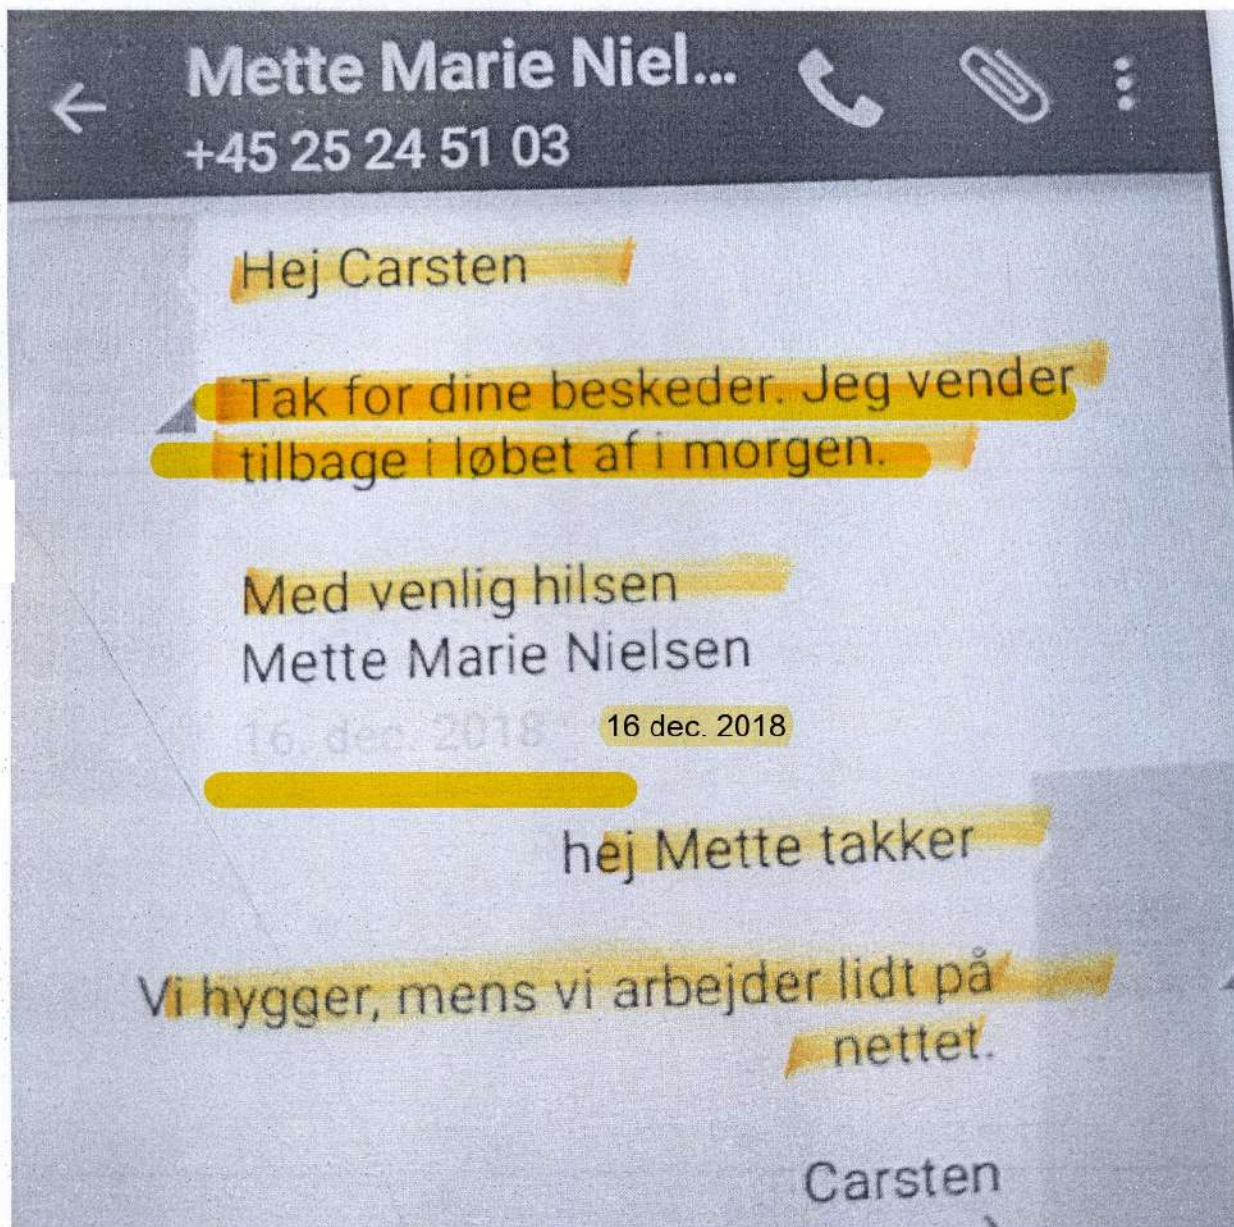 Mette Marie Niel...
+45 25 24 51 03
Hej Carsten
Tak for dine beskeder. Jeg vender
tilbage i løbet af i morgen.
Med venlig hilsen
Mette Marie Nielsen
16. dec. 2018
16 dec. 2018
hej Mette takker
Vi hygger, mens vi arbejder lidt på
nettet.
Carsten